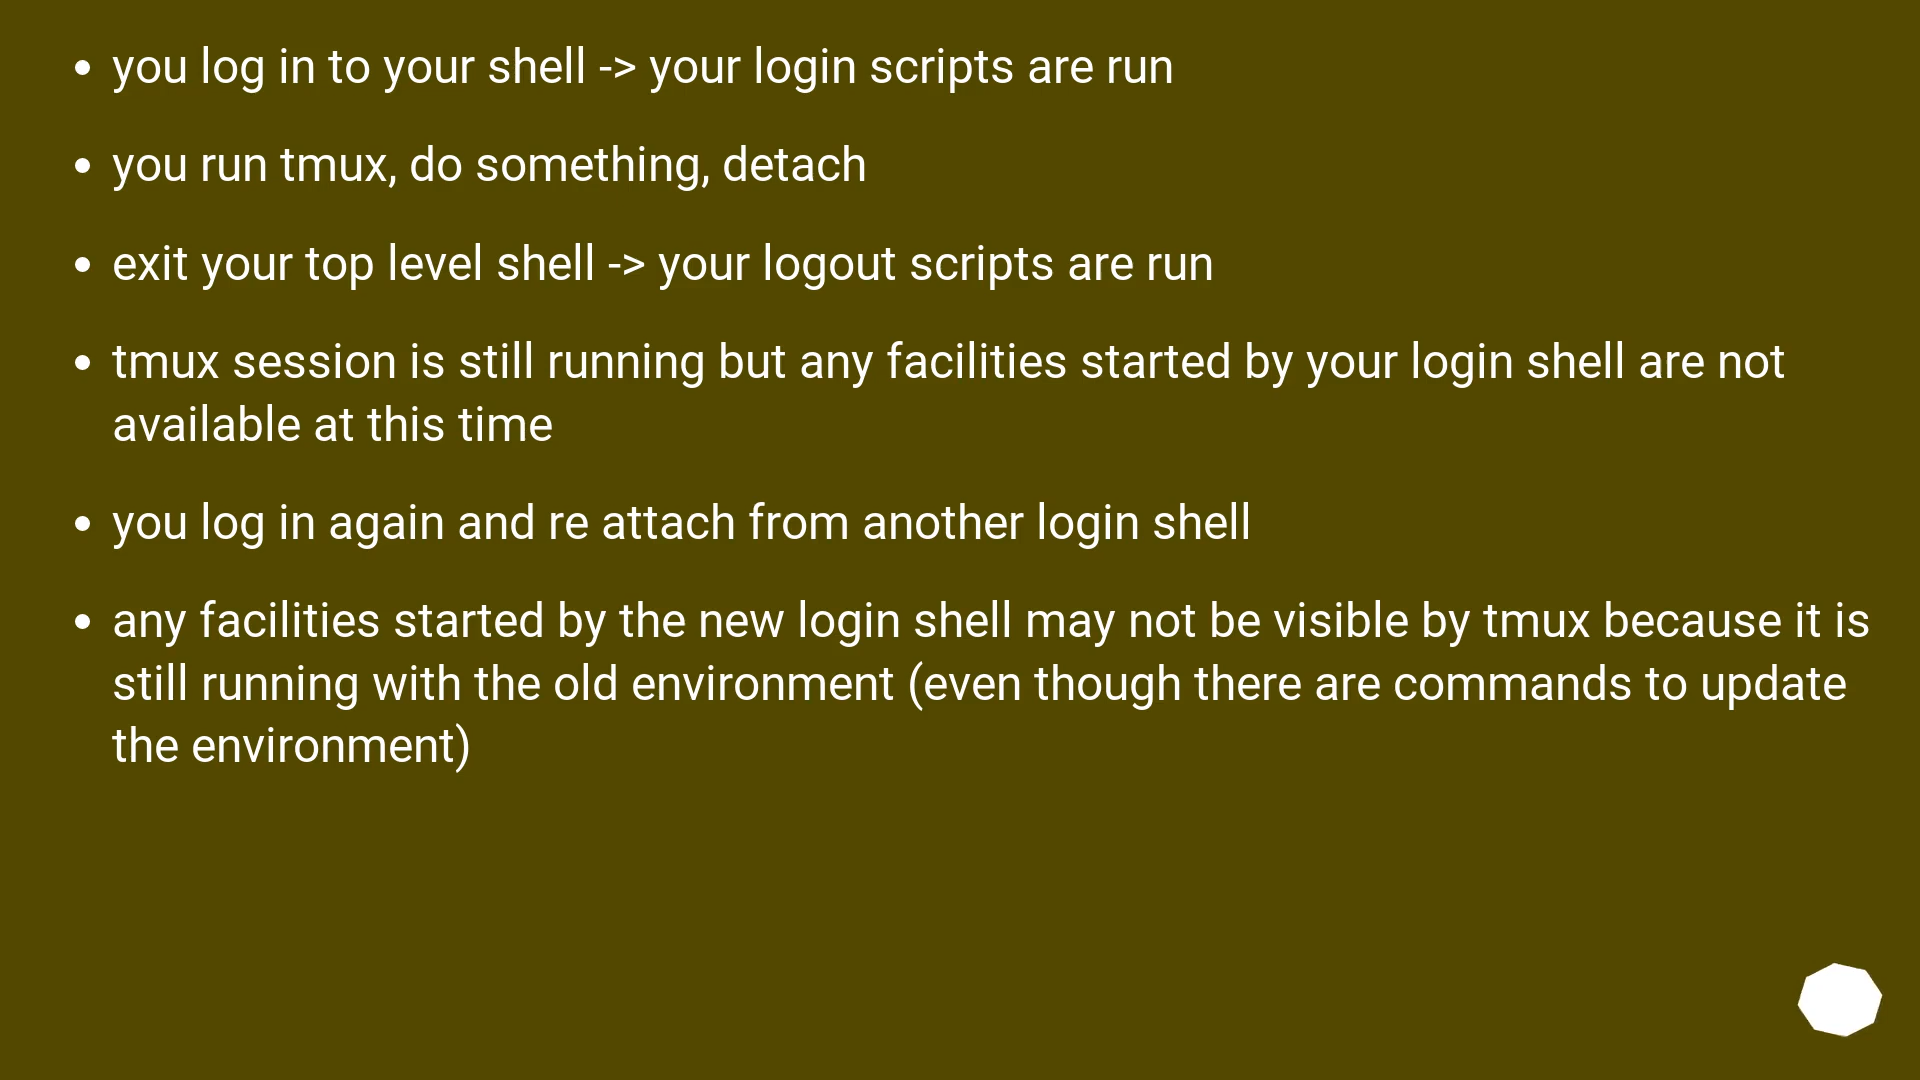 • you log in to your shell -> your login scripts are run
• you run tmux, do something, detach
• exit your top level shell -> your logout scripts are run
• tmux session is still running but any facilities started by your login shell are not
available at this time
• you log in again and re attach from another login shell
• any facilities started by the new login shell may not be visible by tmux because it is
still running with the old environment (even though there are commands to update
the environment)